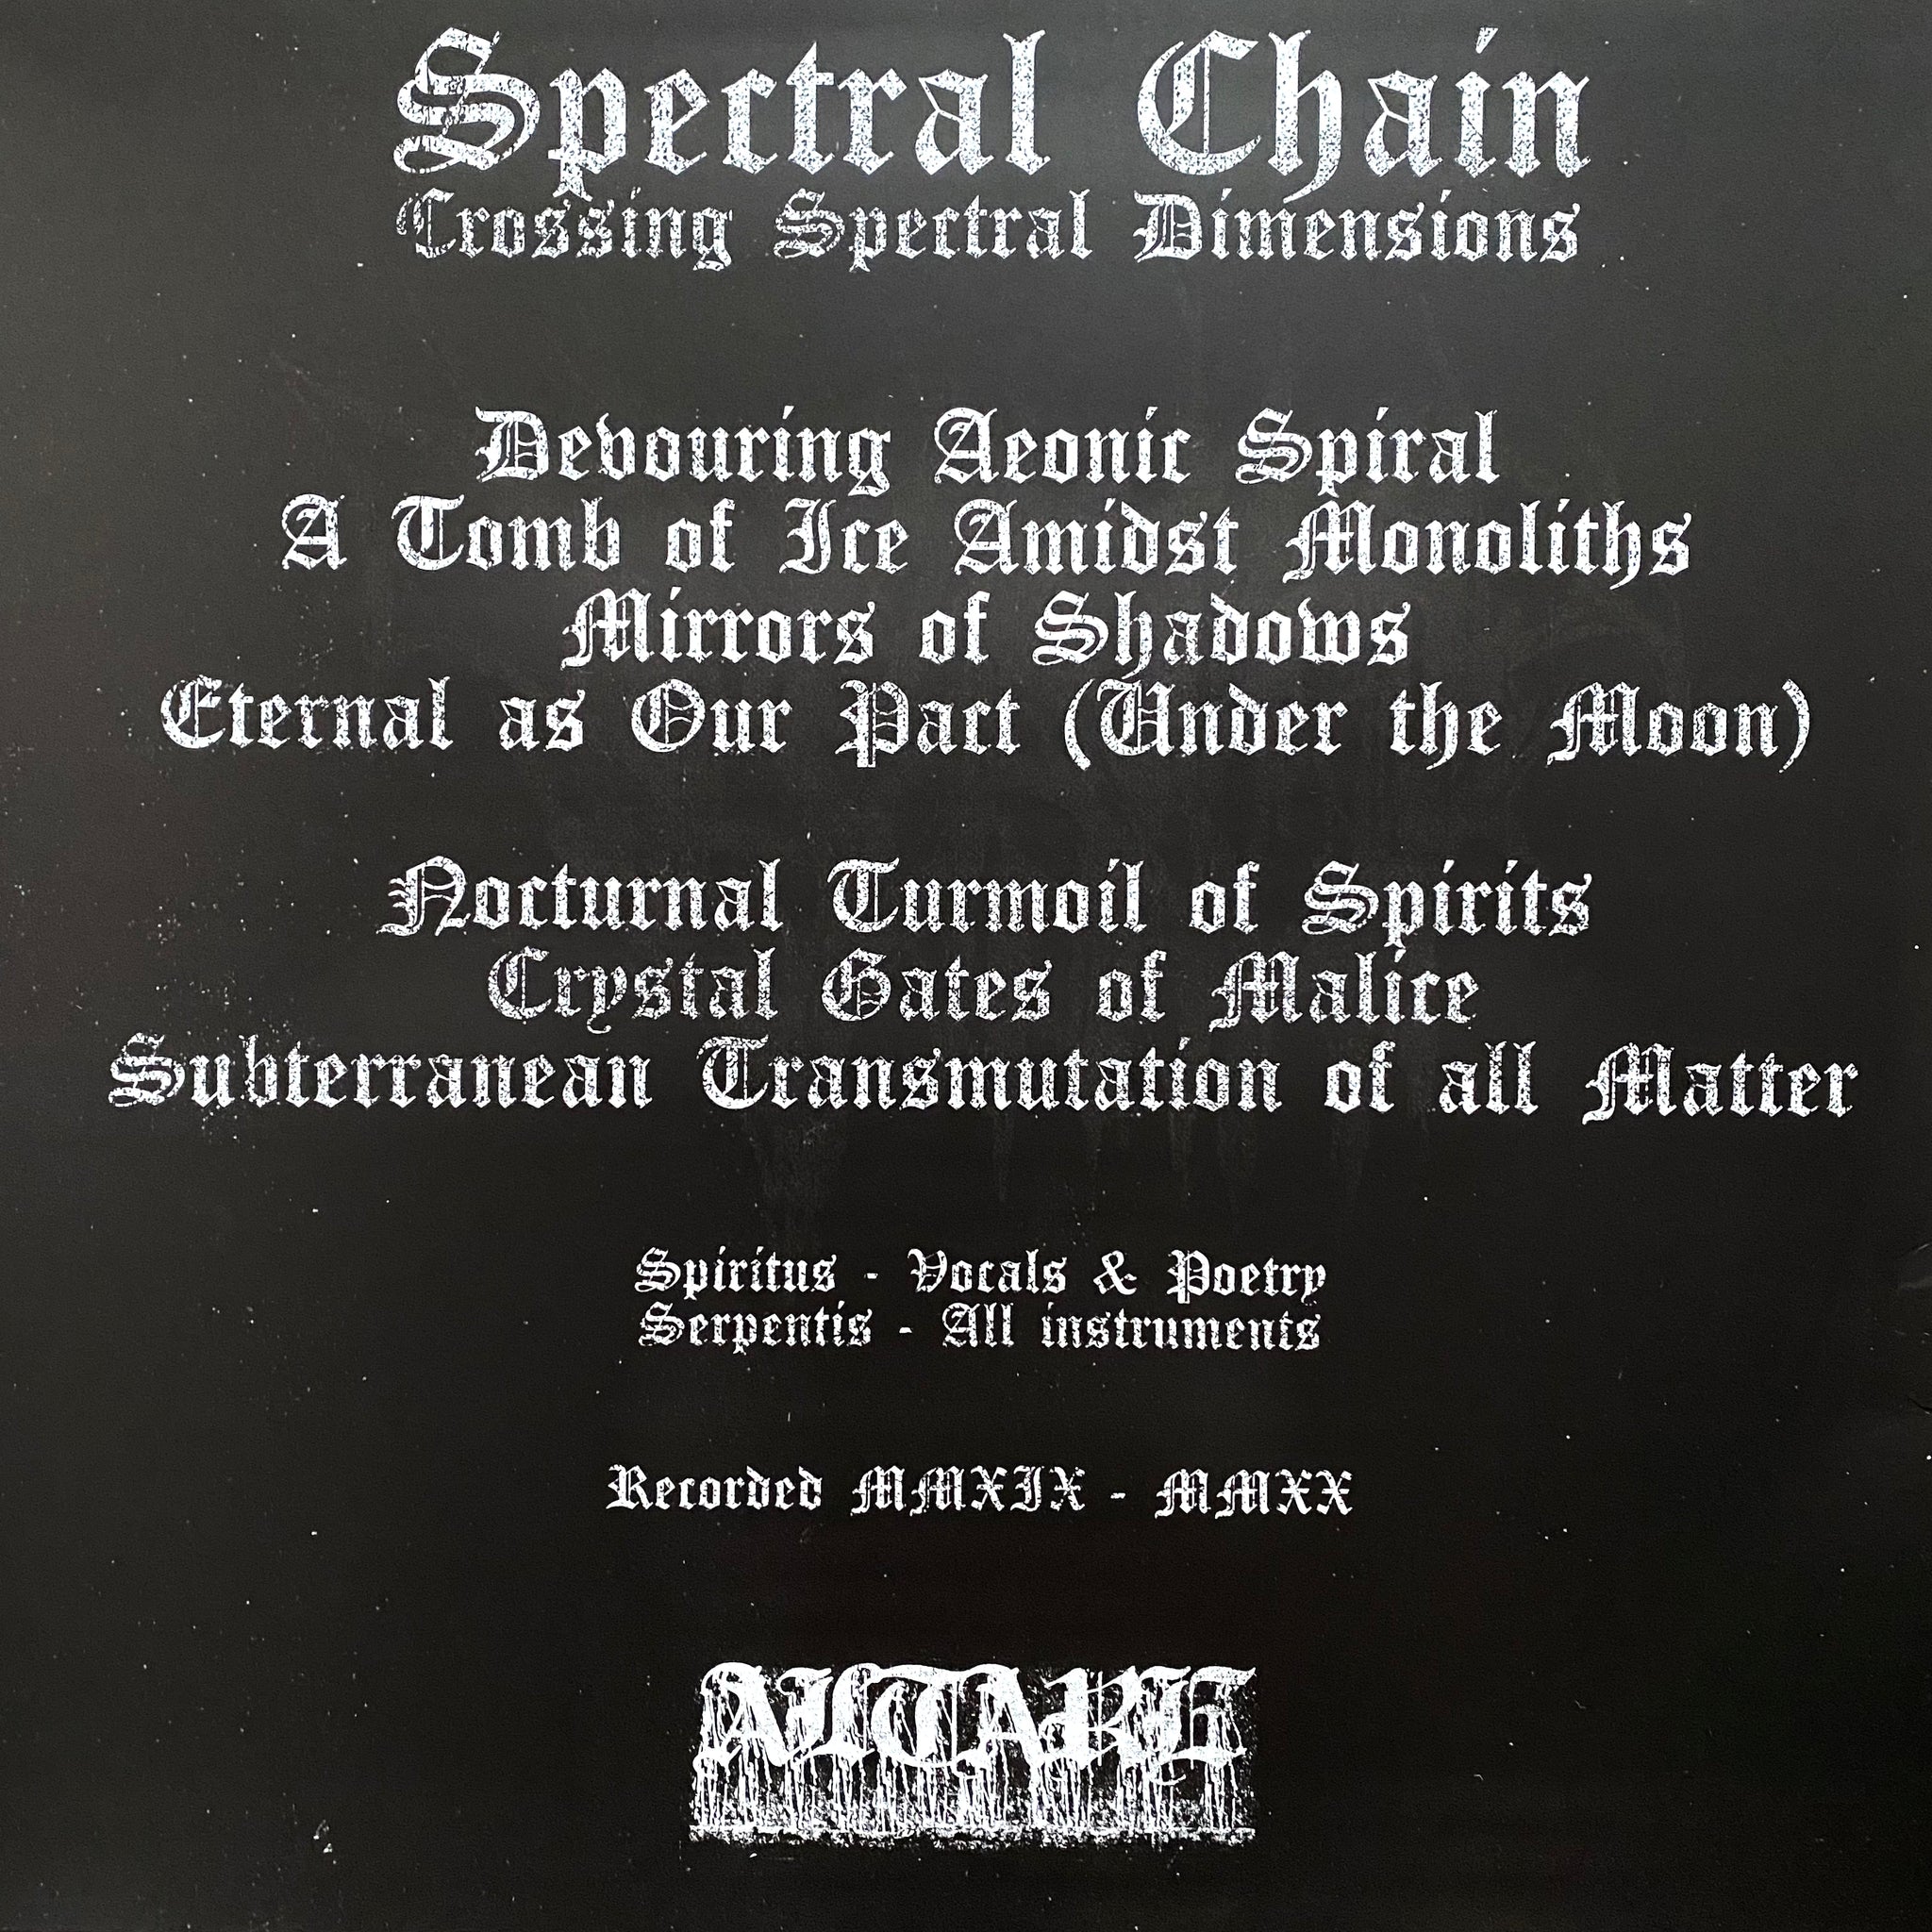 Spectral Chain
Crossing Spectral Dimensions
Devouring Aeonic Spiral
A Tomb of Ice Amidst Monoliths
Mirrors of Shadows
Eternal as Our Pact (Under the Moon)
Nocturnal Turmoil of Spirits
Crystal Gates of Malice
Subterranean Transmutation of all Matter
Spiritus - Vocals & Poetry
Serpentis - All instruments
Recorded MMXIX - MMXX
ALTARE